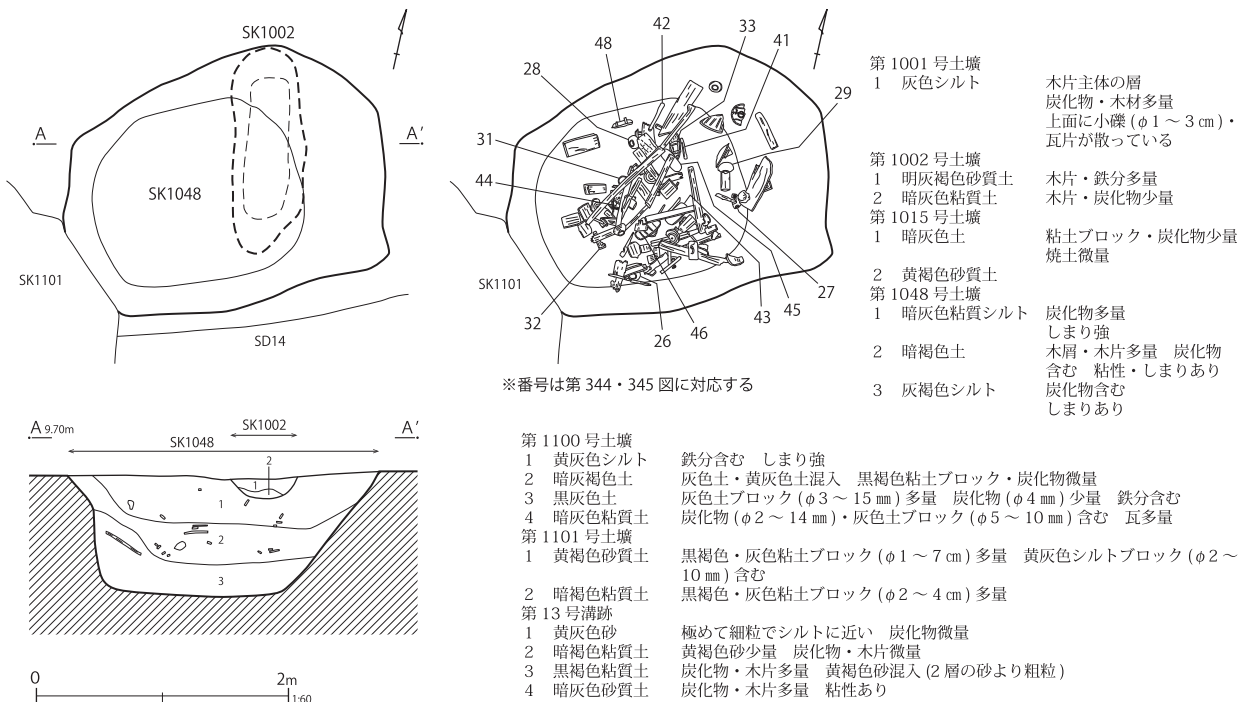 SK1002
A
A′
SK1048
SK1101
SD14
42
33
48
41
28
29
31
44
SK1101
27
45
43
32
46
26
※番号は第 344・345 図に対応する
第 1001 号土壙
1 灰色シルト 木片主体の層
炭化物・木材多量
上面に小礫 (φ1 ～ 3 ㎝)・
瓦片が散っている
第 1002 号土壙
1 明灰褐色砂質土 木片・鉄分多量
2 暗灰色粘質土 木片・炭化物少量
第 1015 号土壙
1 暗灰色土 粘土ブロック・炭化物少量
焼土微量
2 黄褐色砂質土
第 1048 号土壙
1 暗灰色粘質シルト 炭化物多量
しまり強
2 暗褐色土 木屑・木片多量 炭化物
含む 粘性・しまりあり
3 灰褐色シルト 炭化物含む
しまりあり
A 9.70m
SK1002
A′
SK1048
2
1
1
2
3
0 2m
1:60
第 1100 号土壙
1 黄灰色シルト 鉄分含む しまり強
2 暗褐色土 灰色土・黄灰色土混入 黒褐色粘土ブロック・炭化物微量
3 黒灰色土 灰色土ブロック (φ3 ～ 15 ㎜) 多量 炭化物 (φ4 ㎜) 少量 鉄分含む
4 暗灰色粘質土 炭化物 (φ2 ～ 14 ㎜)・灰色土ブロック (φ5 ～ 10 ㎜) 含む 瓦多量
第 1101 号土壙
1 黄褐色砂質土 黒褐色・灰色粘土ブロック (φ1 ～ 7 ㎝) 多量 黄灰色シルトブロック (φ2 ～
10 ㎜) 含む
2 暗褐色粘質土 黒褐色・灰色粘土ブロック (φ2 ～ 4 ㎝) 多量
第 13 号溝跡
1 黄灰色砂 極めて細粒でシルトに近い 炭化物微量
2 暗褐色粘質土 黄褐色砂少量 炭化物・木片微量
3 黒褐色粘質土 炭化物・木片多量 黄褐色砂混入 (2 層の砂より粗粒)
4 暗灰色砂質土 炭化物・木片多量 粘性あり